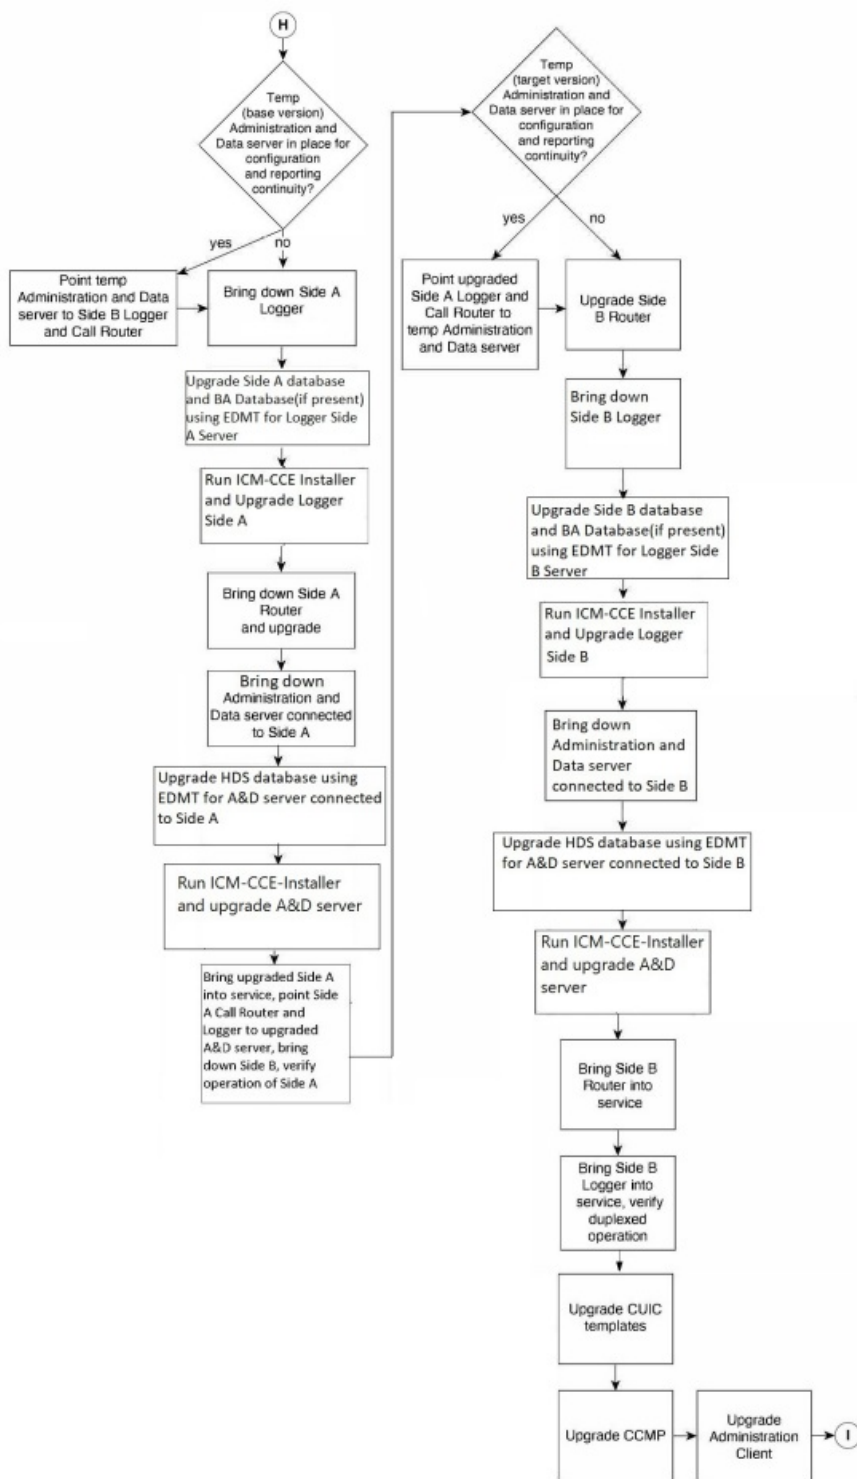 H
Temp
(base version)
Administration and
Data server in place for
configuration
and reporting
continuity?
yes
no
Point temp
Administration and Data
server to Side B Logger
and Call Router
Bring down Side A
Logger
Upgrade Side A database
and BA Database(if present)
using EDMT for Logger Side
A Server
Run ICM-CCE Installer
and Upgrade Logger
Side A
Bring down Side A
Router
and upgrade
Bring down
Administration and
Data server connected
to Side A
Upgrade HDS database using
EDMT for A&D server connected
to Side A
Run ICM-CCE-Installer
and upgrade A&D server
Bring upgraded Side A
into service, point Side
A Call Router and
Logger to upgraded
A&D server, bring
down Side B, verify
operation of Side A
Temp
(target version)
Administration and
Data server in place for
configuration
and reporting
continuity?
yes
no
Point upgraded
Side A Logger and
Call Router to
temp Administration
and Data server
Upgrade Side
B Router
Bring down
Side B Logger
Upgrade Side B database
and BA Database(if present)
using EDMT for Logger Side
B Server
Run ICM-CCE Installer
and Upgrade Logger
Side B
Bring down
Administration and
Data server
connected to Side B
Upgrade HDS database using EDMT
for A&D server connected to Side B
Run ICM-CCE-Installer
and upgrade A&D
server
Bring Side B
Router into
service
Bring Side B
Logger into
service, verify
duplexed
operation
Upgrade CUIC
templates
Upgrade CCMP
Upgrade
Administration
Client
I